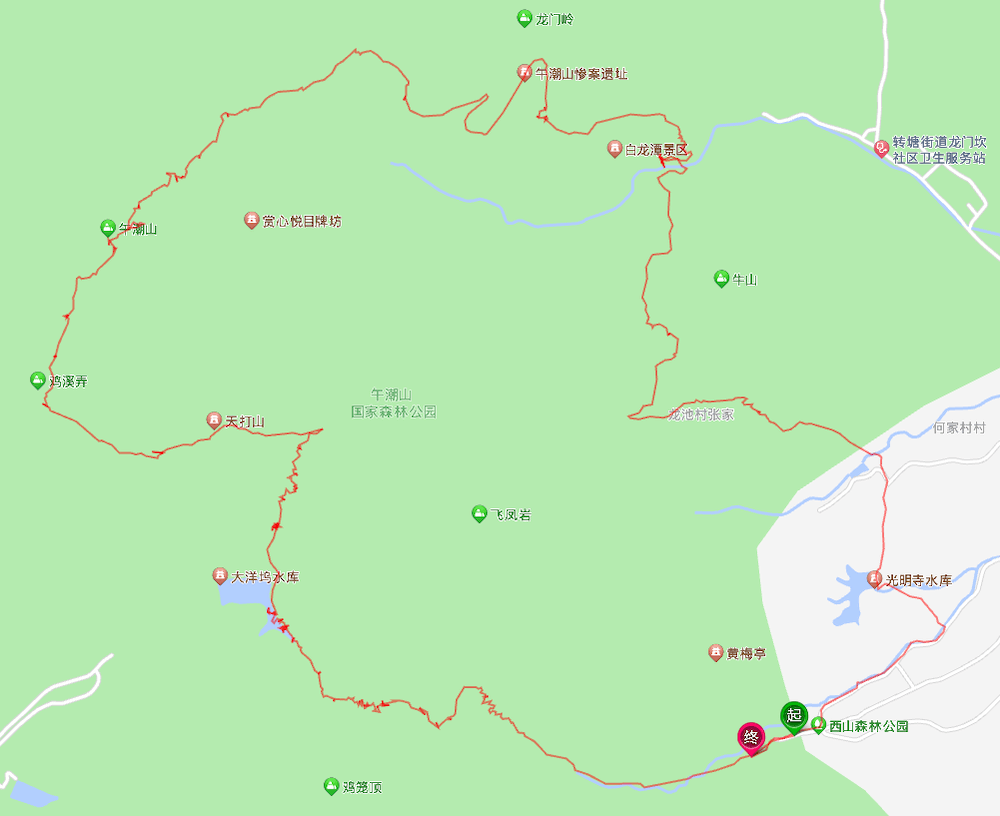 龙门岭
午潮山惨案遗址
转塘街道龙门坎
社区卫生服务站
白龙潭景区
赏心悦目牌坊
午潮山
牛山
鸡溪弄
午潮山
国家森林公园
天打山
龙池村张家
何家村村
飞凤岩
大洋坞水库
光明寺水库
黄梅亭
起
西山森林公园
终
鸡笼顶